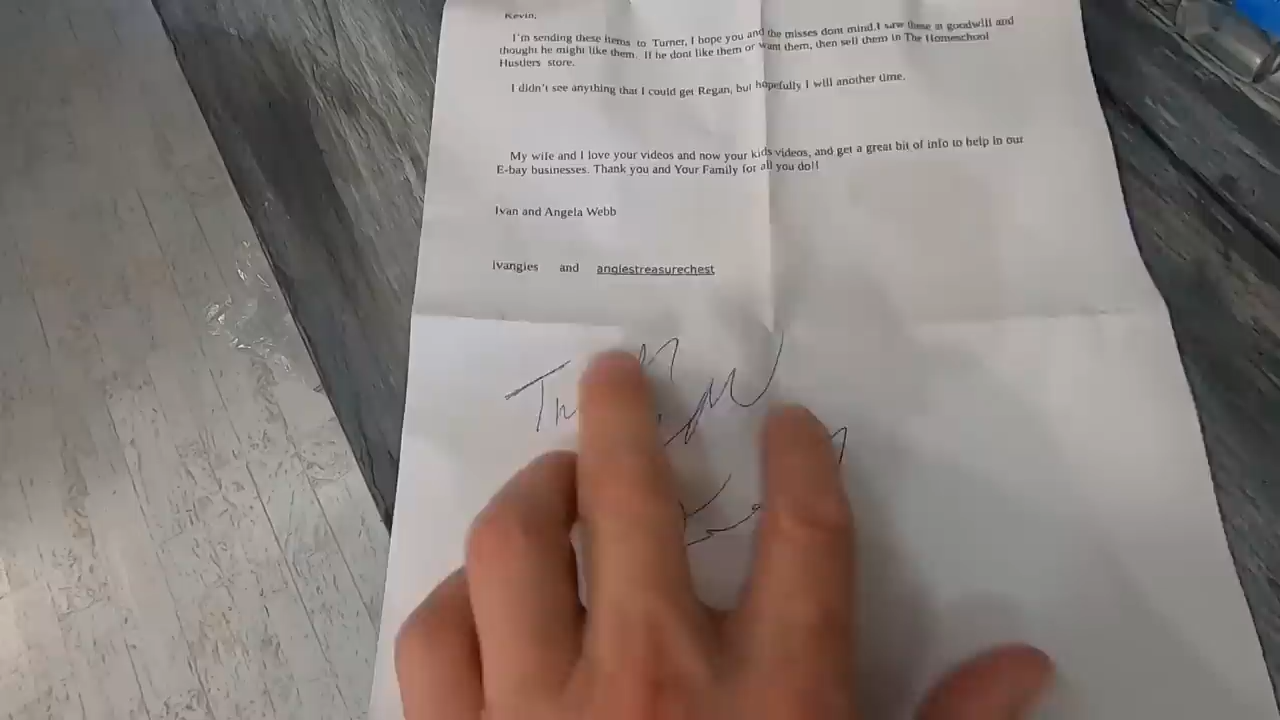 Kevin,
I'm sending these items to Turner, I hope you and the misses dont mind.I saw these at goodwill and
thought he might like them. If he dont like them or want them, then sell them in The Homeschool
Hustlers store.
I didn't see anything that I could get Regan, but hopefully I will another time.
My wife and I love your videos and now your kids videos, and get a great bit of info to help in our
E-bay businesses. Thank you and Your Family for all you do!!
Ivan and Angela Webb
ivangies and angiestreasurechest